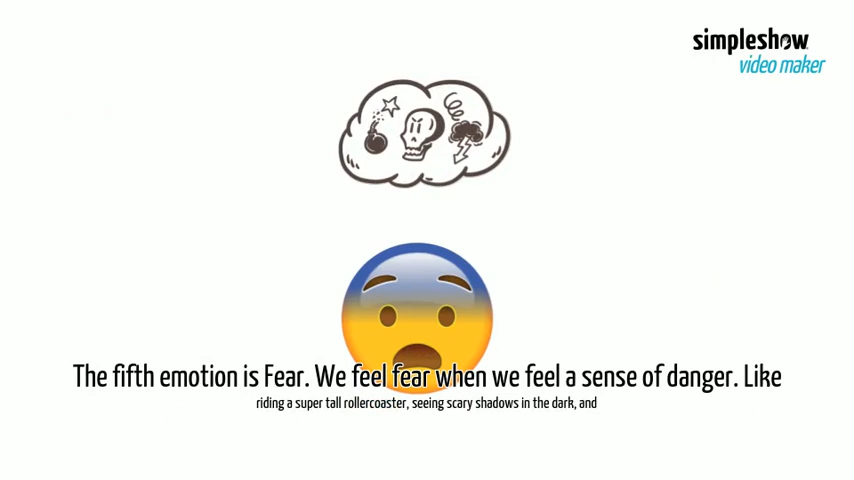 simpleshow
video maker
The fifth emotion is Fear. We feel fear when we feel a sense of danger. Like
riding a super tall rollercoaster, seeing scary shadows in the dark, and